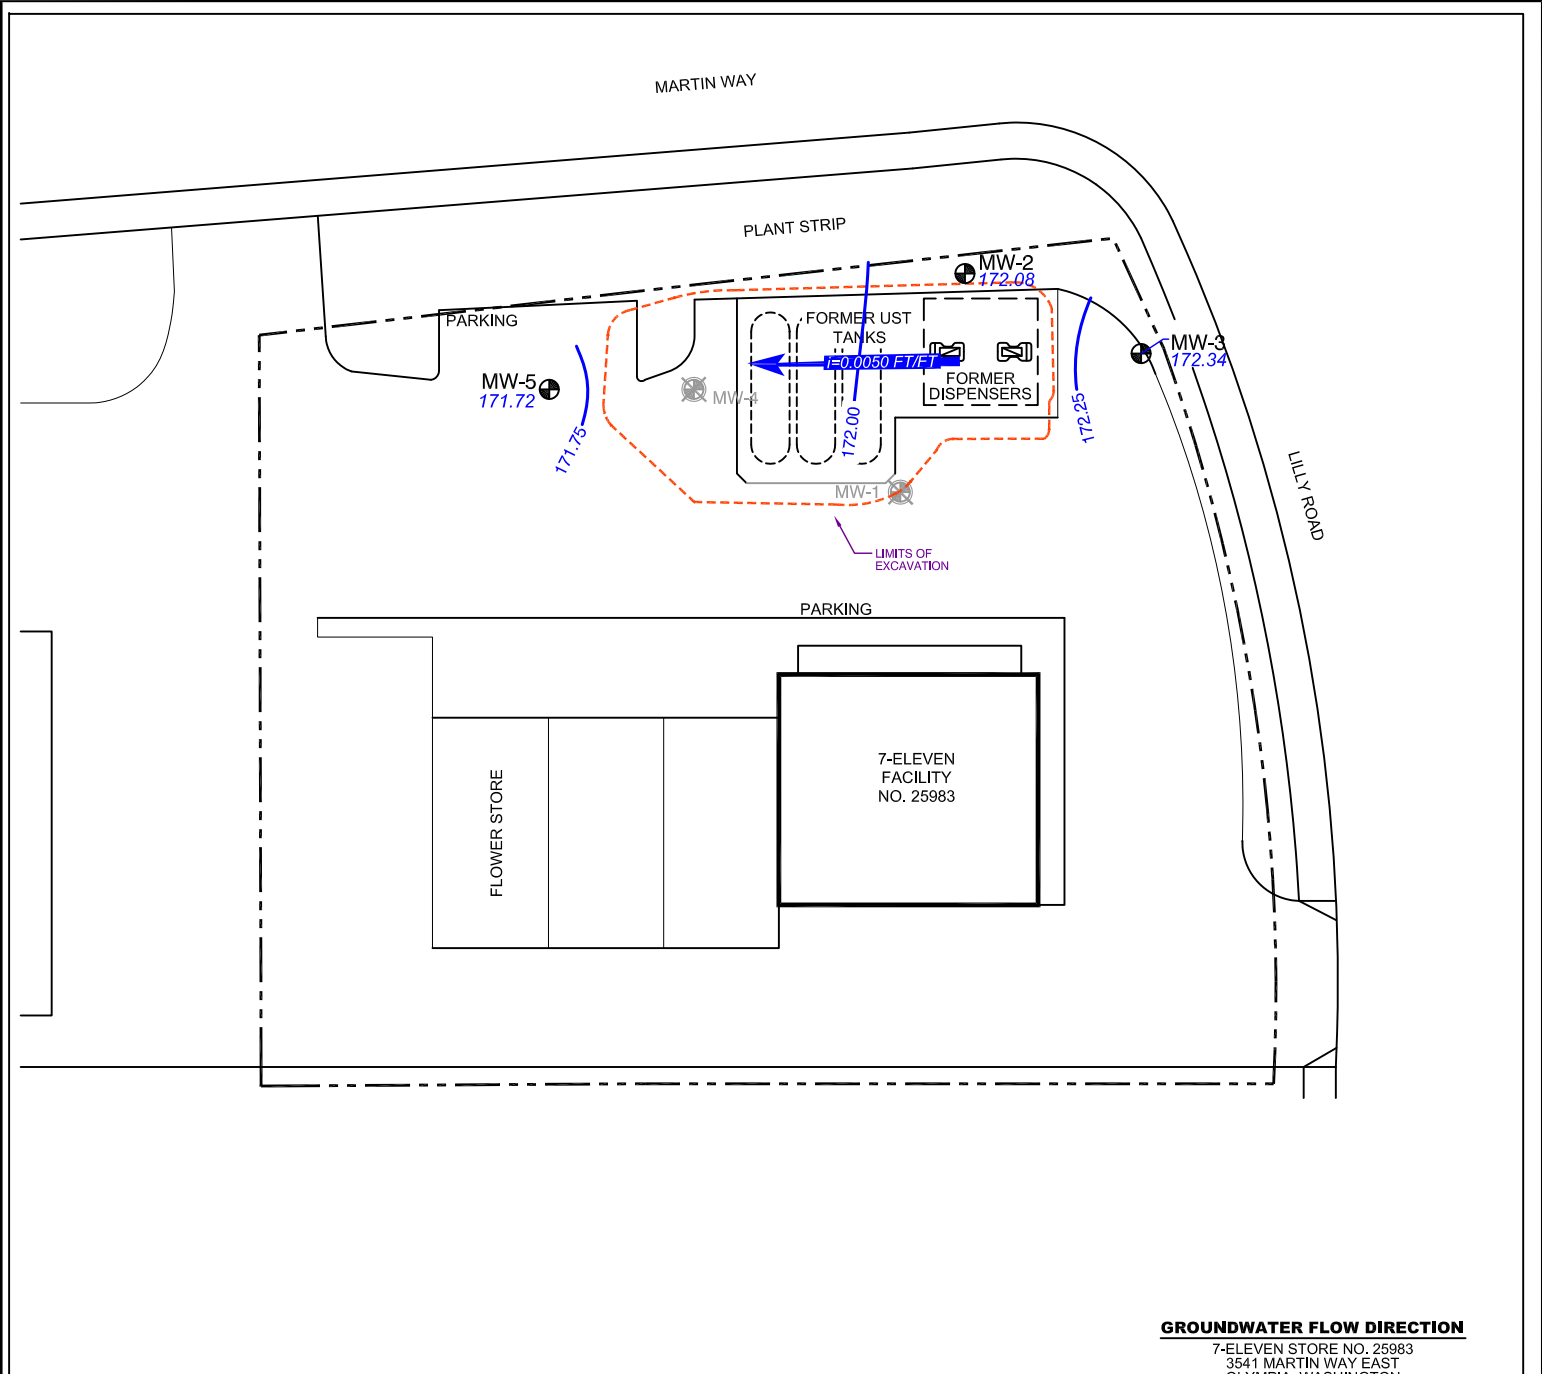 MARTIN WAY
PLANT STRIP
MW-2
172.08
PARKING
FORMER UST
TANKS
MW-3
172.34
i=0.0050 FT/FT
MW-5
171.72
MW-4
FORMER
DISPENSERS
171.75
172.00
172.25
MW-1
LILLY ROAD
LIMITS OF
EXCAVATION
PARKING
7-ELEVEN
FACILITY
NO. 25983
FLOWER STORE
GROUNDWATER FLOW DIRECTION
7-ELEVEN STORE NO. 25983
3541 MARTIN WAY EAST
OLYMPIA, WASHINGTON